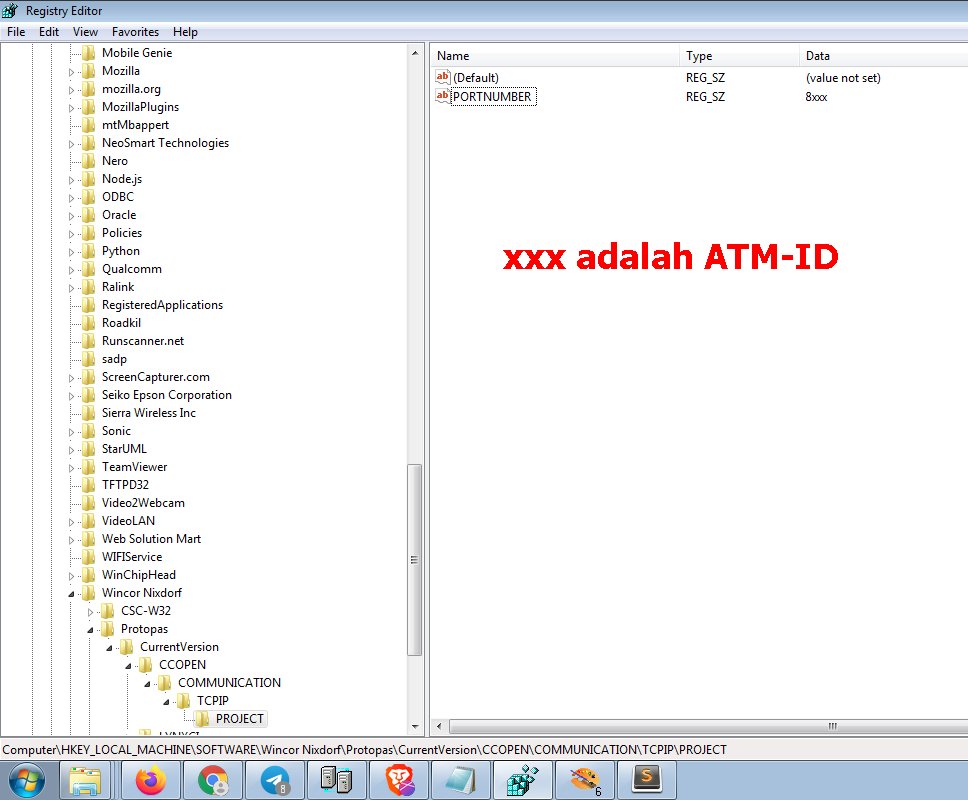 Registry Editor
File Edit View Favorites Help
Mobile Genie
Mozilla
mozilla.org
MozillaPlugins
mtMbappert
NeoSmart Technologies
Nero
Node.js
ODBC
Oracle
Policies
Python
Qualcomm
Ralink
RegisteredApplications
Roadkil
Runscanner.net
sadp
ScreenCapturer.com
Seiko Epson Corporation
Sierra Wireless Inc
Sonic
StarUML
TeamViewer
TFTPD32
Video2Webcam
VideoLAN
Web Solution Mart
WIFIService
WinChipHead
Wincor Nixdorf
CSC-W32
Protopas
CurrentVersion
CCOPEN
COMMUNICATION
TCPIP
PROJECT
Name Type Data
ab (Default) REG_SZ (value not set)
ab PORTNUMBER REG_SZ 8xxx
xxx adalah ATM-ID
Computer\HKEY_LOCAL_MACHINE\SOFTWARE\Wincor Nixdorf\Protopas\CurrentVersion\CCOPEN\COMMUNICATION\TCPIP\PROJECT
8
6
S